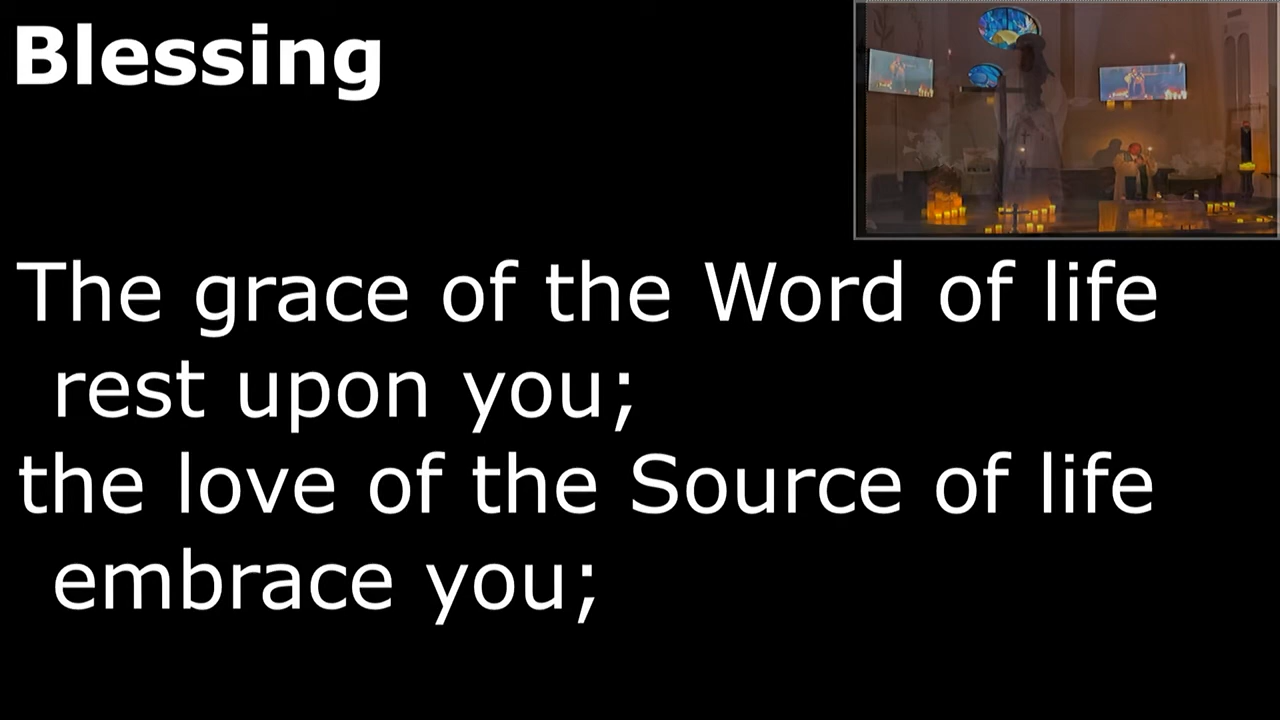 Blessing
The grace of the Word of life
rest upon you;
the love of the Source of life
embrace you;